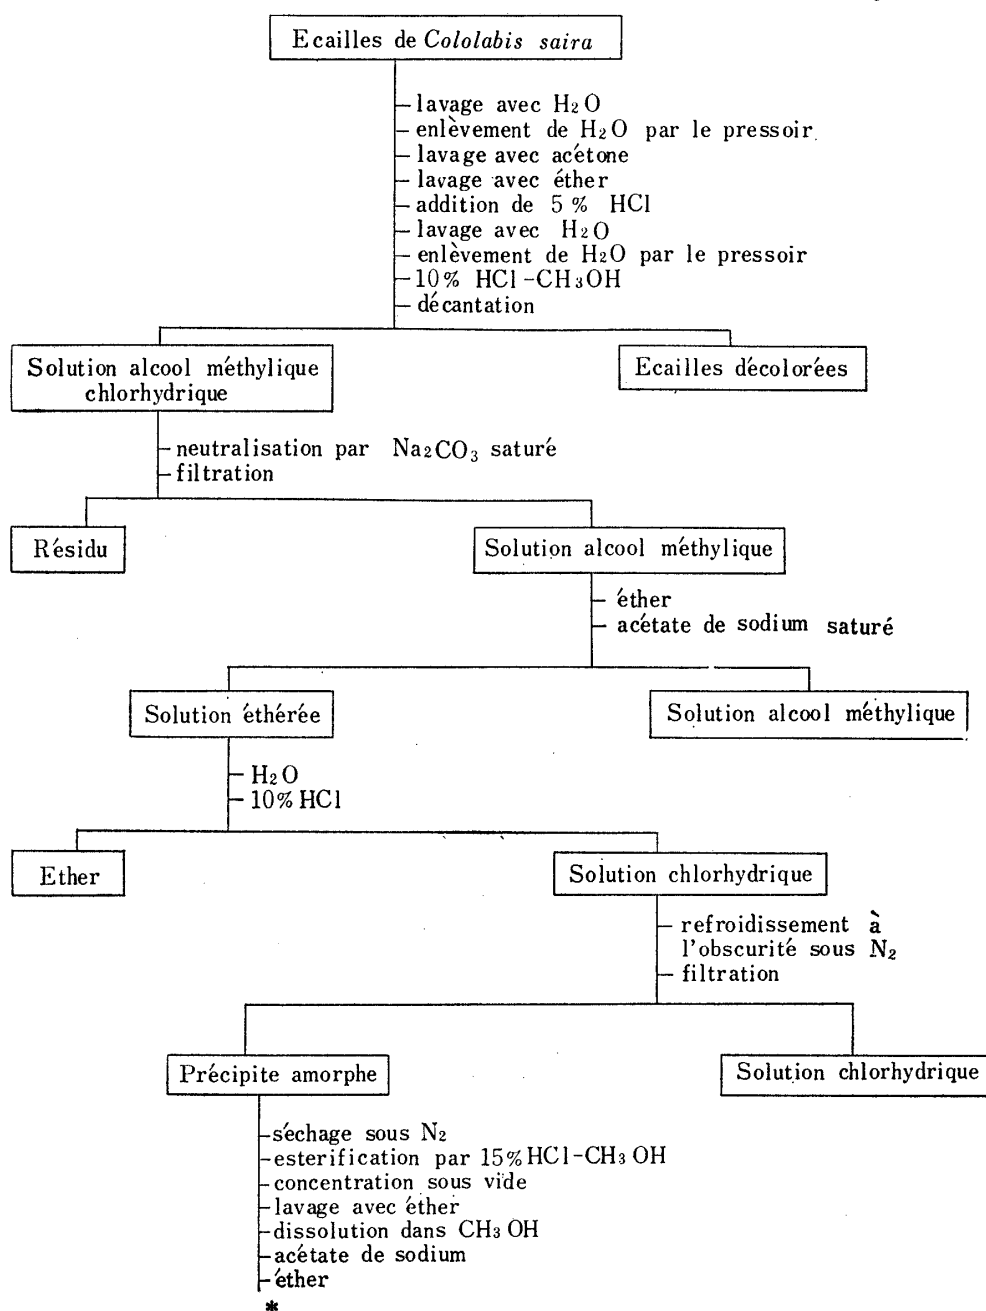 Ecailles de Cololabis saira
lavage avec H₂O
enlèvement de H₂O par le pressoir
lavage avec acétone
lavage avec éther
addition de 5 % HCl
lavage avec H₂O
enlèvement de H₂O par le pressoir
10% HCl-CH₃OH
décantation
Solution alcool méthylique
chlorhydrique
Ecailles décolorées
neutralisation par Na₂CO₃ saturé
filtration
Résidu
Solution alcool méthylique
éther
acétate de sodium saturé
Solution éthérée
Solution alcool méthylique
H₂O
10% HCl
Ether
Solution chlorhydrique
refroidissement à
l'obscurité sous N₂
filtration
Précipite amorphe
Solution chlorhydrique
séchage sous N₂
esterification par 15% HCl-CH₃OH
concentration sous vide
lavage avec éther
dissolution dans CH₃OH
acétate de sodium
éther
*